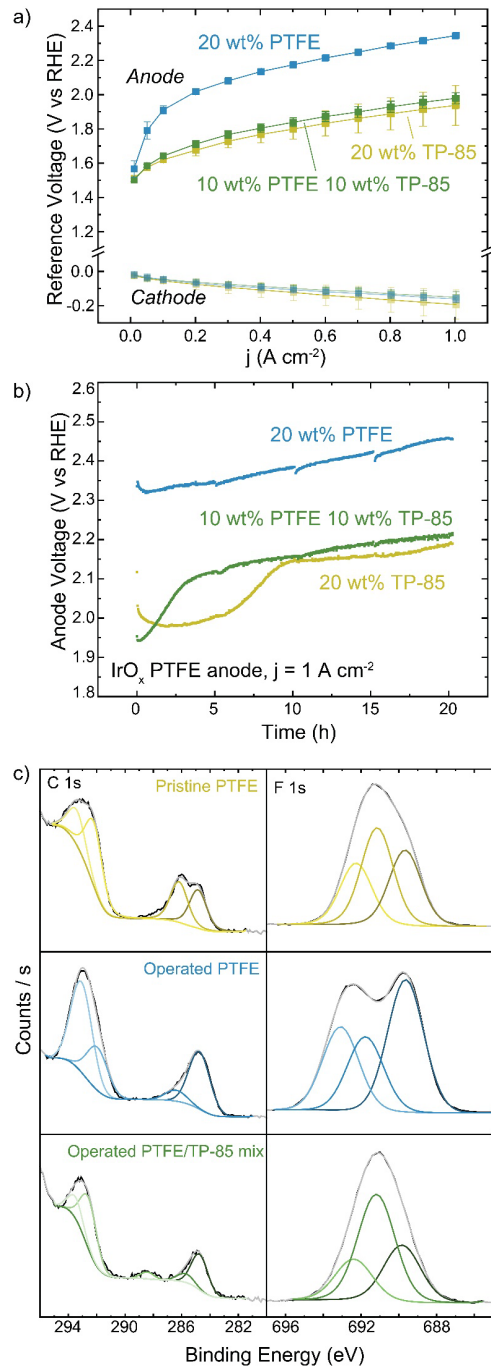 a)
Reference Voltage (V vs RHE)
2.4
2.2
2.0
1.8
1.6
1.4
1.2
0.0
-0.2
20 wt% PTFE
Anode
20 wt% TP-85
10 wt% PTFE 10 wt% TP-85
Cathode
0.0 0.2 0.4 0.6 0.8 1.0
j (A cm-2)
b)
Anode Voltage (V vs RHE)
2.6
2.5
2.4
2.3
2.2
2.1
2.0
1.9
1.8
20 wt% PTFE
10 wt% PTFE 10 wt% TP-85
20 wt% TP-85
IrOx PTFE anode, j = 1 A cm-2
0 5 10 15 20
Time (h)
c)
C 1s
F 1s
Pristine PTFE
Operated PTFE
Operated PTFE/TP-85 mix
Counts / s
294 290 286 282 696 692 688
Binding Energy (eV)